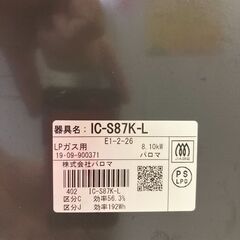 器具名: IC-S87K-L
E1-2-26
LPガス用 8.10kW
19-09-900371 パロマ
株式会社パロマ
402 IC-S87K-L
区分C 効率56.3%
区分J 効率192Wh
PS
LPG